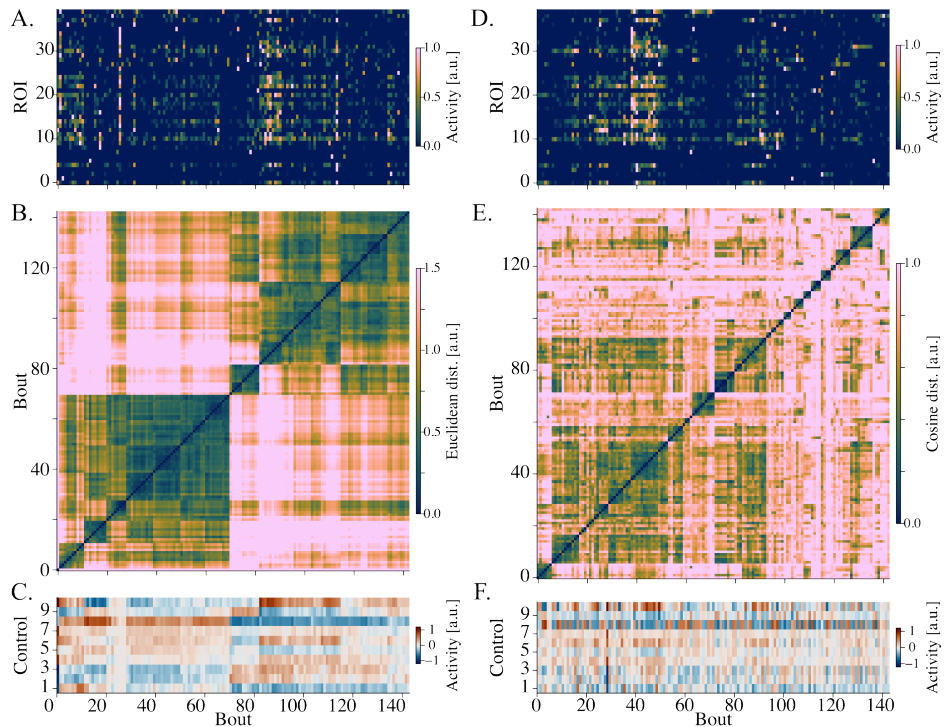 A.
ROI
30
20
10
0
1.0
0.5
0.0
Activity [a.u.]
D.
ROI
30
20
10
0
1.0
0.5
0.0
Activity [a.u.]
B.
Bout
120
80
40
0
1.5
1.0
0.5
0.0
Euclidean dist. [a.u.]
E.
Bout
120
80
40
0
1.0
0.0
Cosine dist. [a.u.]
C.
Control
9
7
5
3
1
0 20 40 60 80 100 120 140
Bout
1
0
−1
Activity [a.u.]
F.
Control
9
7
5
3
1
0 20 40 60 80 100 120 140
Bout
1
0
−1
Activity [a.u.]